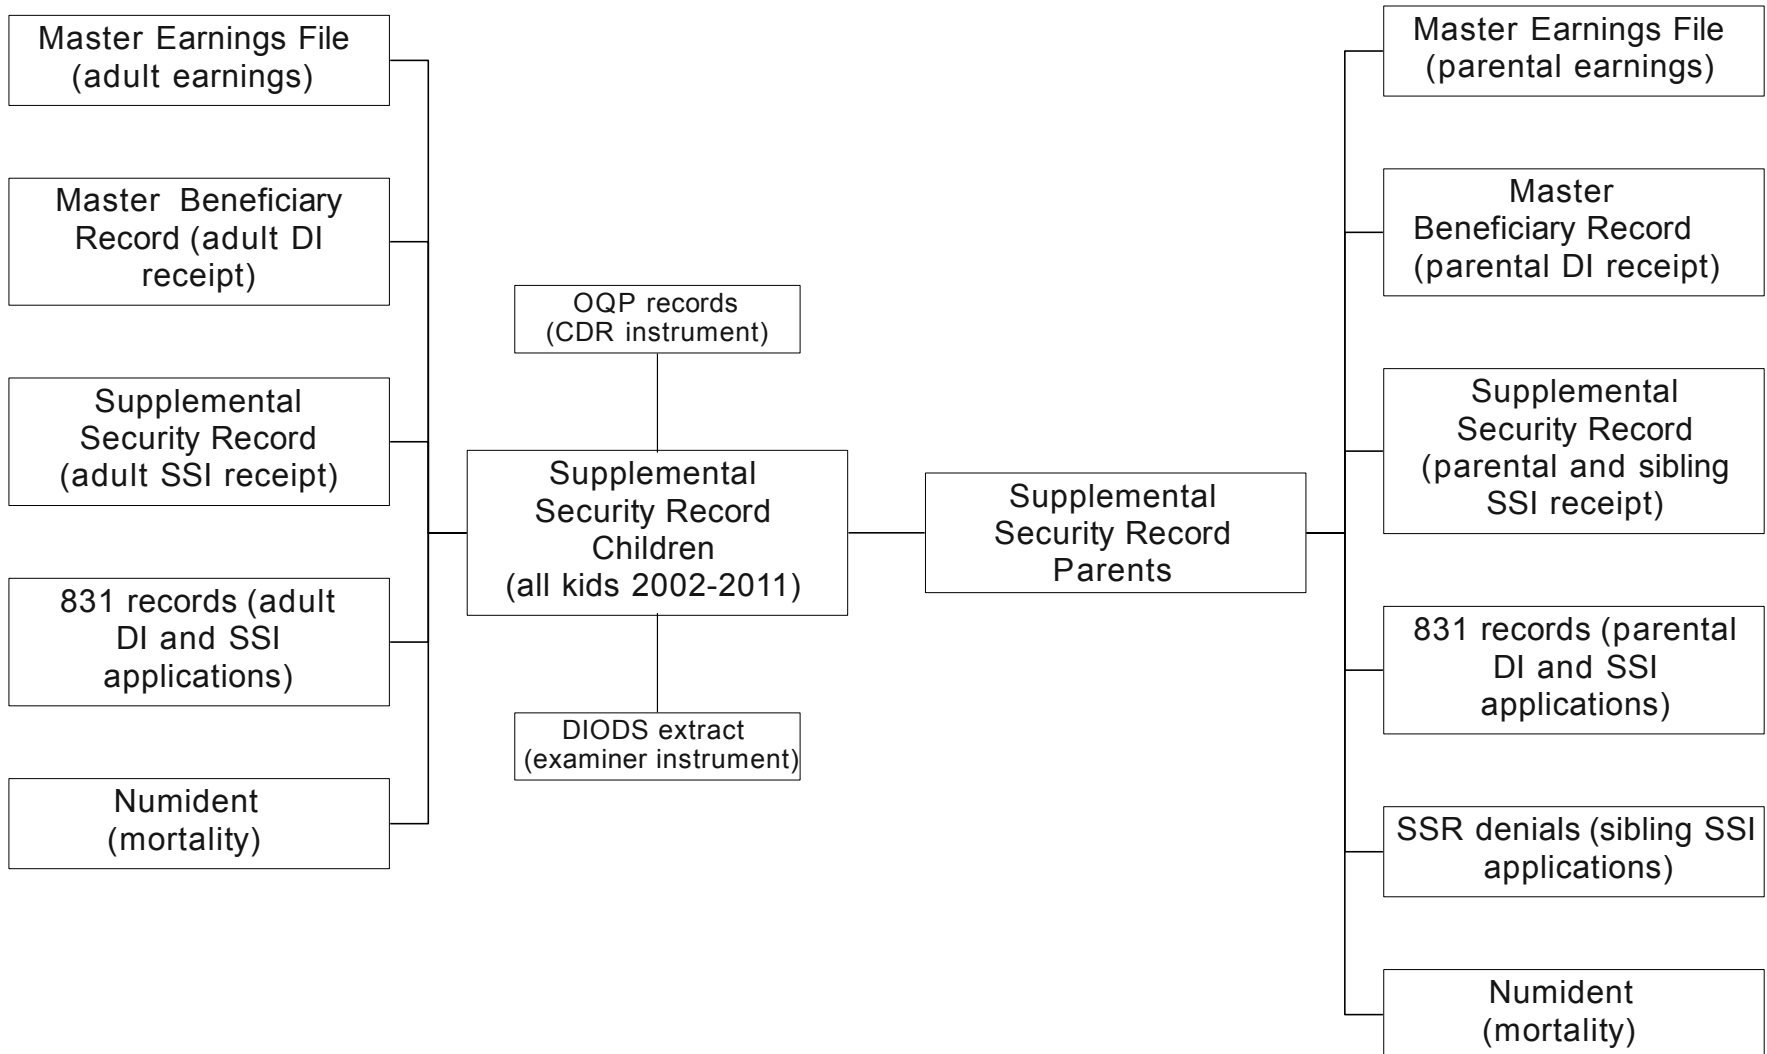 Master Earnings File
(adult earnings)
Master Beneficiary
Record (adult DI
receipt)
Supplemental
Security Record
(adult SSI receipt)
831 records (adult
DI and SSI
applications)
Numident
(mortality)
OQP records
(CDR instrument)
Supplemental
Security Record
Children
(all kids 2002-2011)
DIODS extract
(examiner instrument)
Supplemental
Security Record
Parents
Master Earnings File
(parental earnings)
Master
Beneficiary Record
(parental DI receipt)
Supplemental
Security Record
(parental and sibling
SSI receipt)
831 records (parental
DI and SSI
applications)
SSR denials (sibling SSI
applications)
Numident
(mortality)